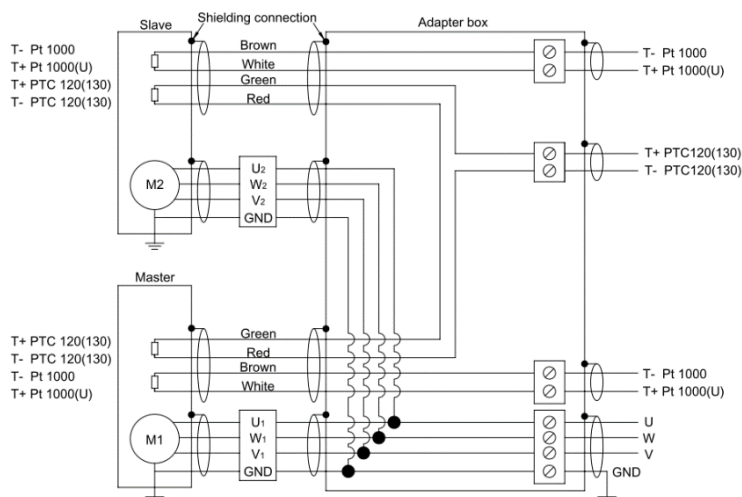 Slave
Shielding connection
Adapter box
T- Pt 1000
T+ Pt 1000(U)
T+ PTC 120(130)
T- PTC 120(130)
Brown
White
Green
Red
T- Pt 1000
T+ Pt 1000(U)
T+ PTC120(130)
T- PTC120(130)
M2
U2
W2
V2
GND
Master
T+ PTC 120(130)
T- PTC 120(130)
T- Pt 1000
T+ Pt 1000(U)
Green
Red
Brown
White
T- Pt 1000
T+ Pt 1000(U)
M1
U1
W1
V1
GND
U
W
V
GND